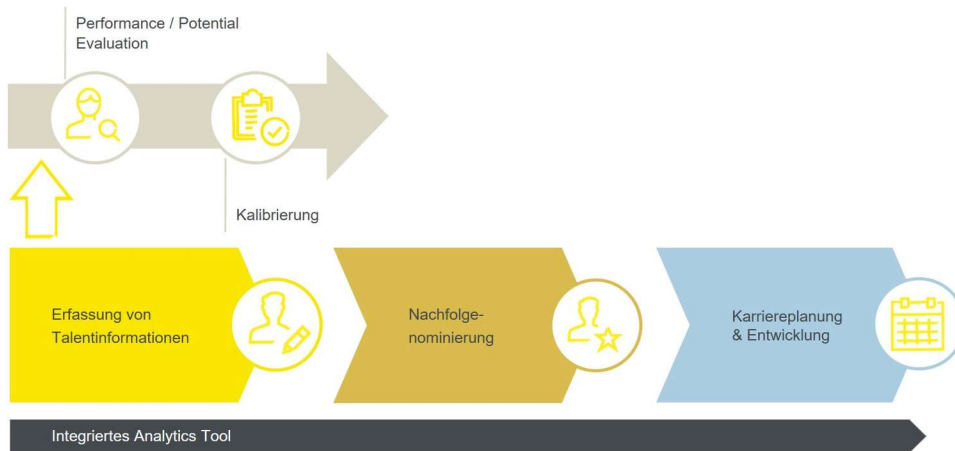 Performance / Potential
Evaluation
Kalibrierung
Erfassung von
Talentinformationen
Nachfolge-
nominierung
Karriereplanung
& Entwicklung
Integriertes Analytics Tool